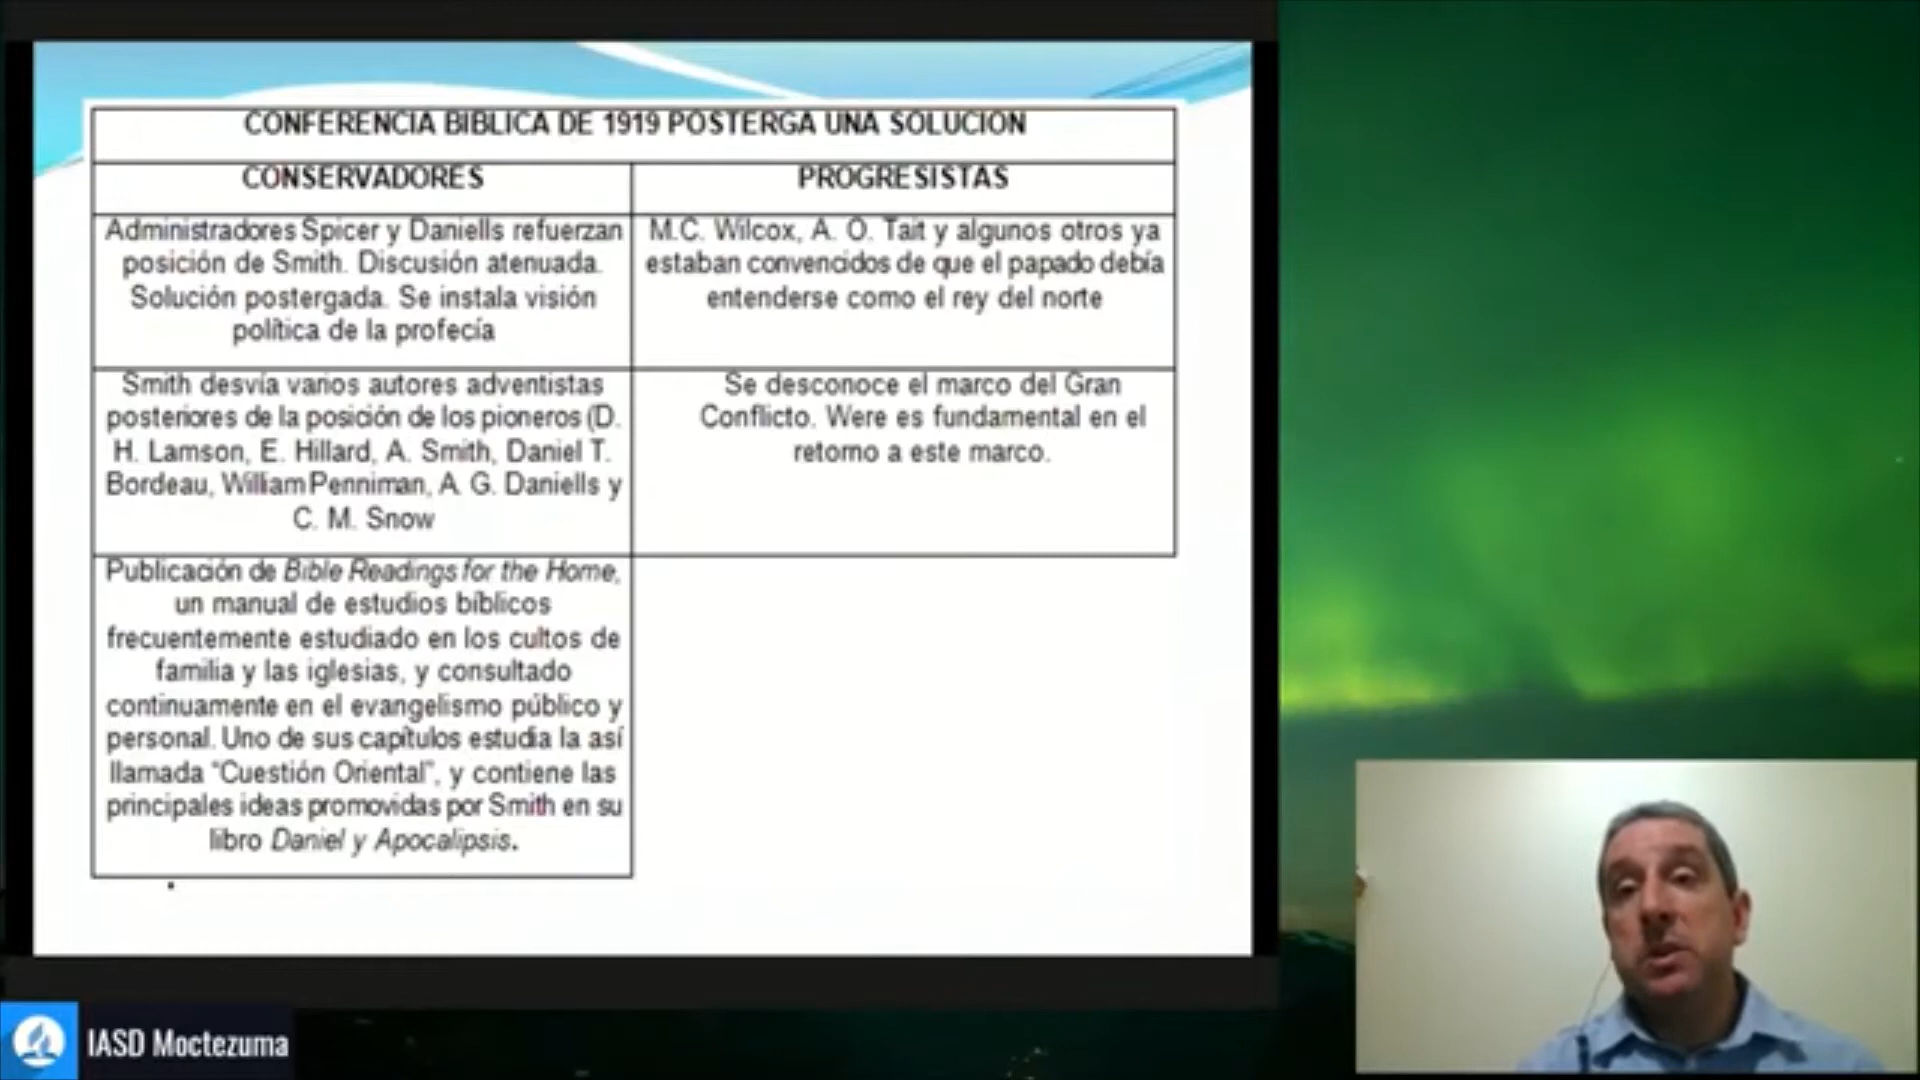 CONFERENCIA BIBLICA DE 1919 POSTERGA UNA SOLUCION
CONSERVADORES
PROGRESISTAS
Administradores Spicer y Daniells refuerzan
posición de Smith. Discusión atenuada.
Solución postergada. Se instala visión
política de la profecía
M.C. Wilcox, A. O. Tait y algunos otros ya
estaban convencidos de que el papado debía
entenderse como el rey del norte
Smith desvía varios autores adventistas
posteriores de la posición de los pioneros (D.
H. Lamson, E. Hillard, A. Smith, Daniel T.
Bordeau, William Penniman, A. G. Daniells y
C. M. Snow
Se desconoce el marco del Gran
Conflicto. Were es fundamental en el
retorno a este marco.
Publicación de Bible Readings for the Home,
un manual de estudios bíblicos
frecuentemente estudiado en los cultos de
familia y las iglesias, y consultado
continuamente en el evangelismo público y
personal. Uno de sus capítulos estudia la así
llamada “Cuestión Oriental”, y contiene las
principales ideas promovidas por Smith en su
libro Daniel y Apocalipsis.
IASD Moctezuma